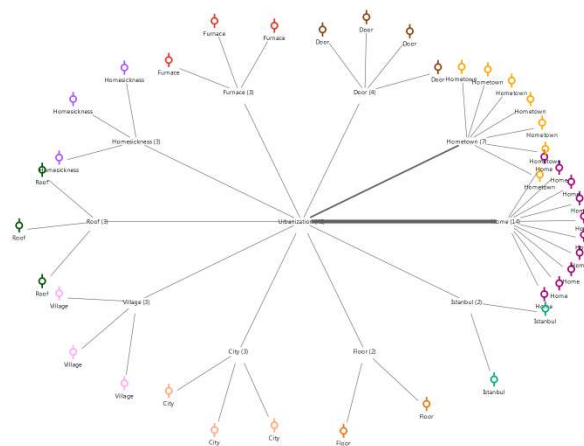 Furnace
Furnace
Furnace
Door
Door
Door
Door
Homesickness
Homesickness
Homesickness
Furnace (3)
Door (4)
Hometown
Hometown
Hometown
Hometown
Hometown
Hometown
Homesickness (3)
Hometown (7)
Home
Home
Home
Home
Roof
Roof
Roof
Roof (3)
Urbanization
Home (14)
Village
Village
Village
Village (3)
Istanbul (2)
Istanbul
Istanbul
City (3)
Floor (2)
City
City
City
Floor
Floor